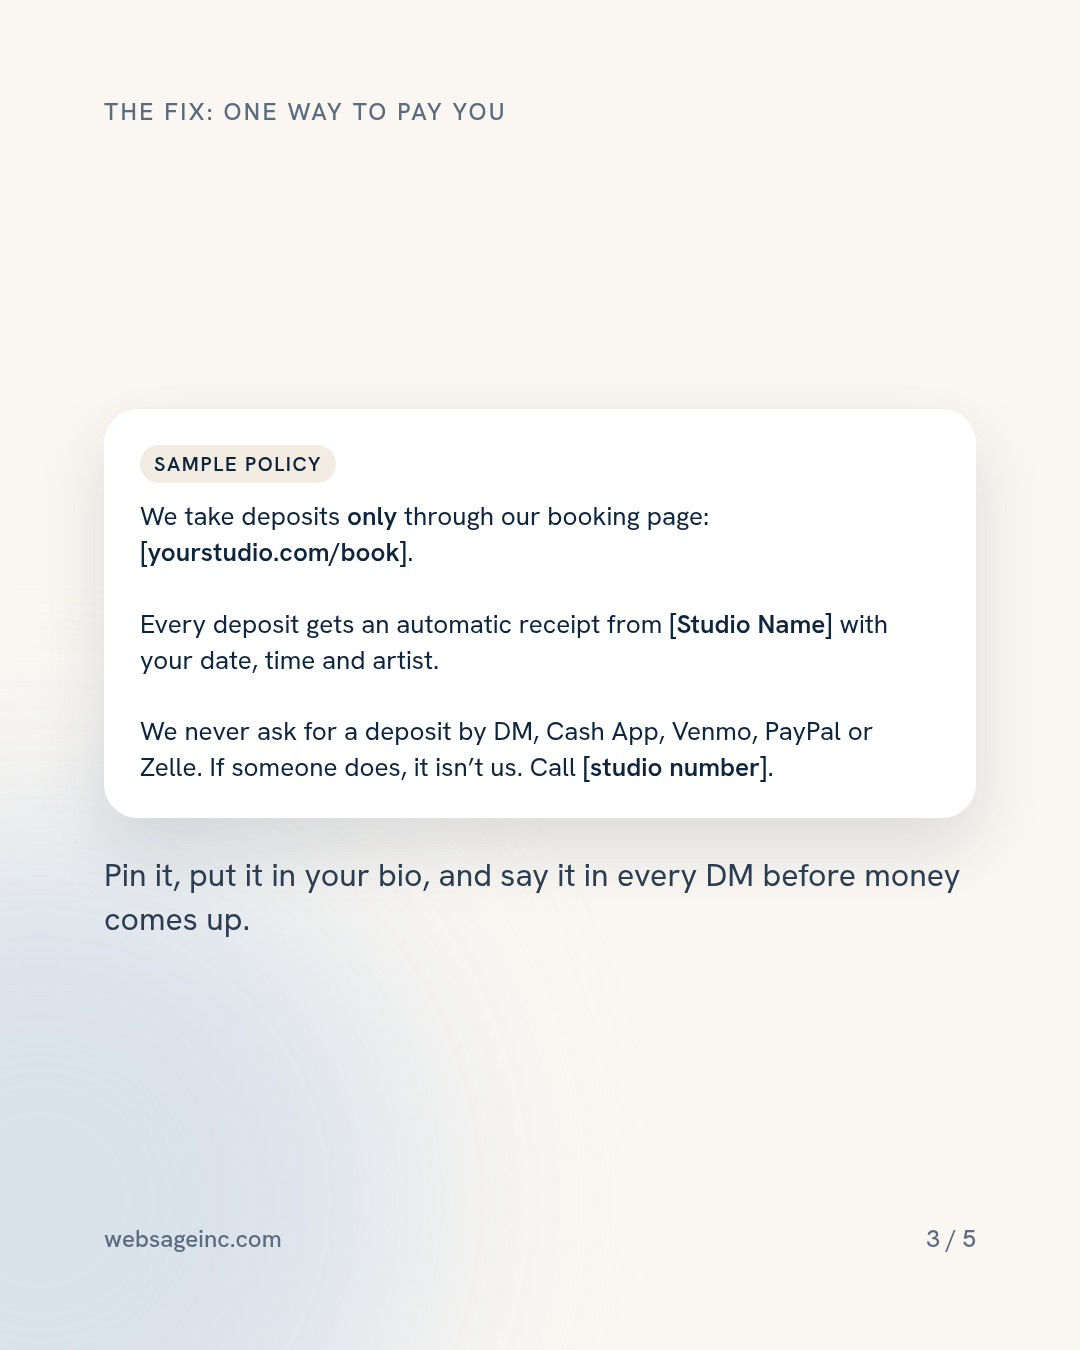 THE FIX: ONE WAY TO PAY YOU
SAMPLE POLICY
We take deposits only through our booking page:
[yourstudio.com/book].
Every deposit gets an automatic receipt from [Studio Name] with
your date, time and artist.
We never ask for a deposit by DM, Cash App, Venmo, PayPal or
Zelle. If someone does, it isn’t us. Call [studio number].
Pin it, put it in your bio, and say it in every DM before money
comes up.
websageinc.com
3 / 5